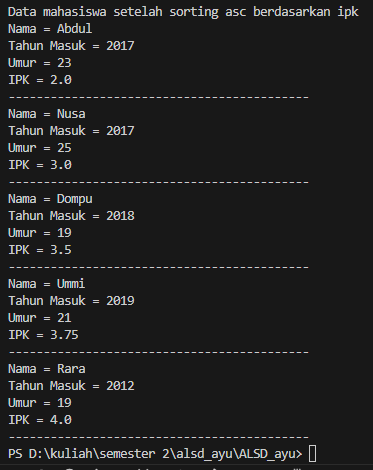 Data mahasiswa setelah sorting asc berdasarkan ipk
Nama = Abdul
Tahun Masuk = 2017
Umur = 23
IPK = 2.0
----------------------------------------
Nama = Nusa
Tahun Masuk = 2017
Umur = 25
IPK = 3.0
----------------------------------------
Nama = Dompu
Tahun Masuk = 2018
Umur = 19
IPK = 3.5
----------------------------------------
Nama = Ummi
Tahun Masuk = 2019
Umur = 21
IPK = 3.75
----------------------------------------
Nama = Rara
Tahun Masuk = 2012
Umur = 19
IPK = 4.0
----------------------------------------
PS D:\kuliah\semester 2\alsd_ayu\ALSD_ayu>